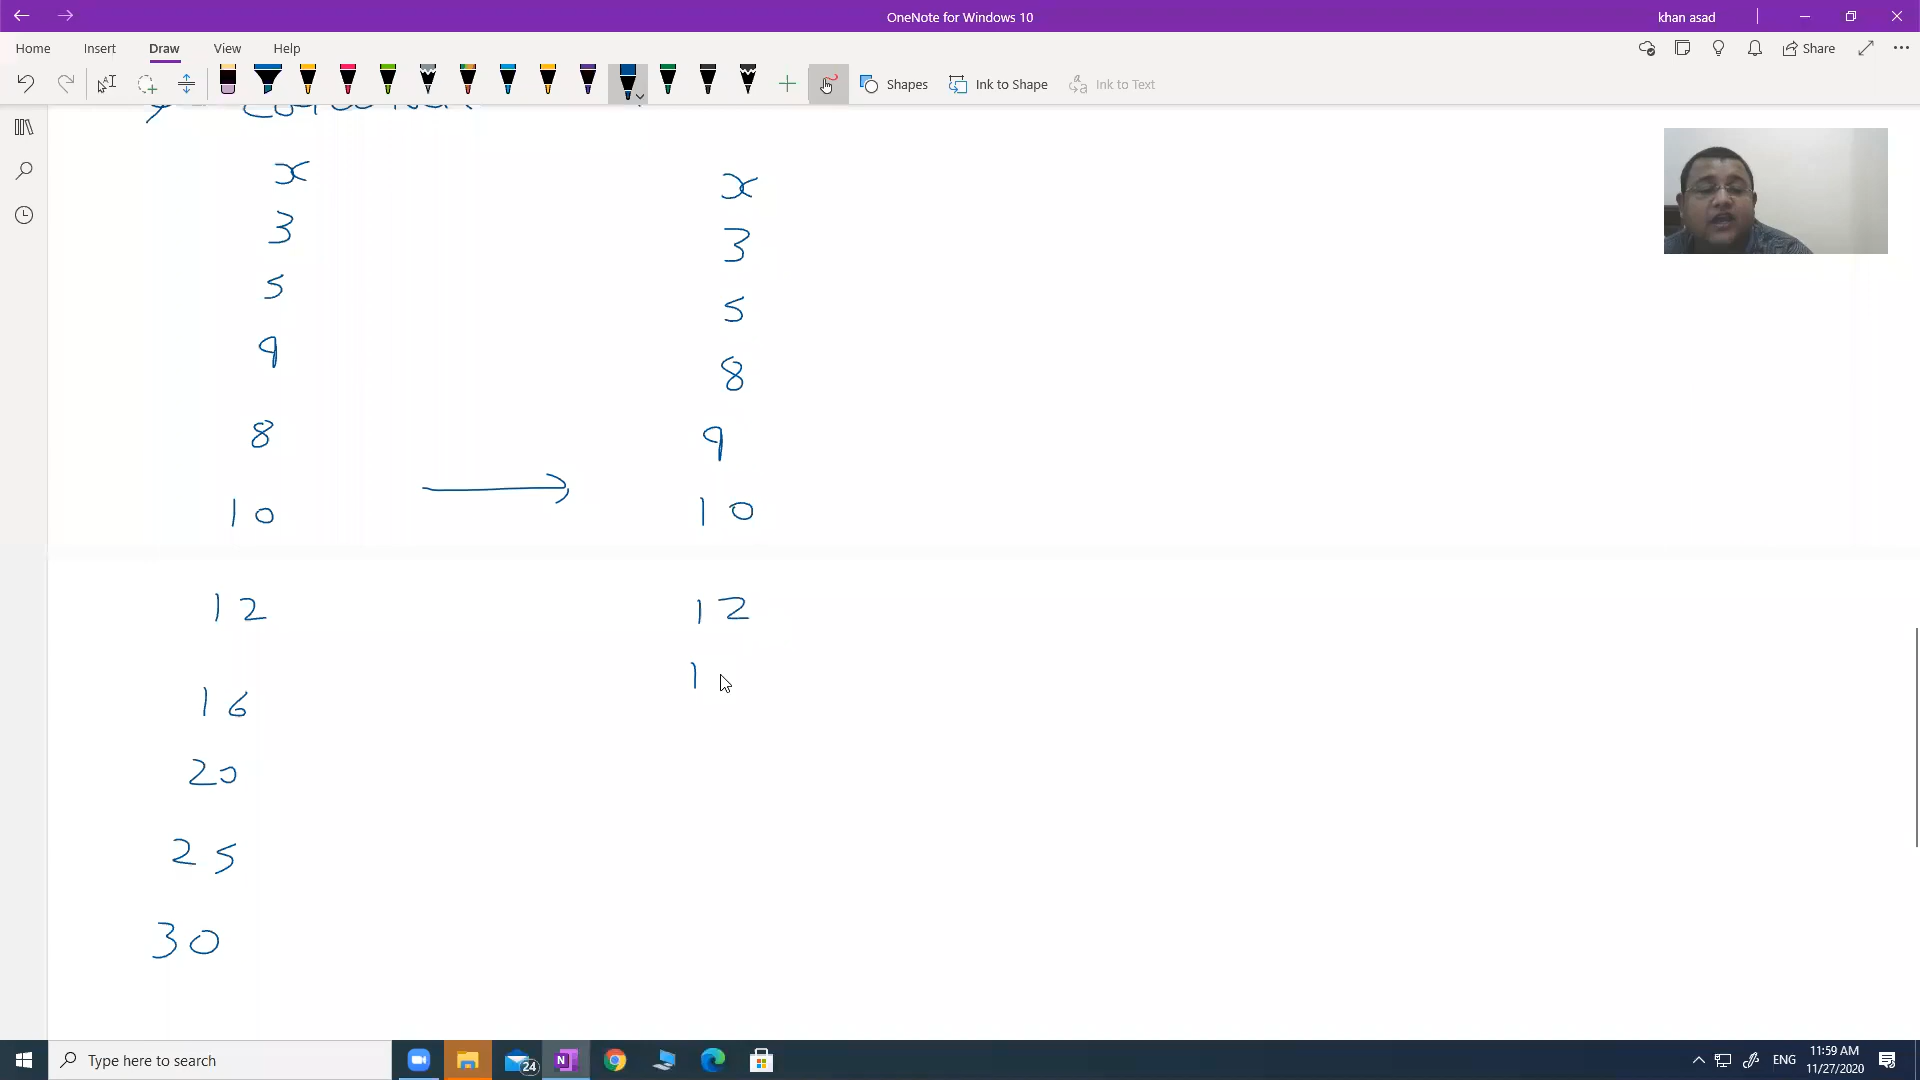 OneNote for Windows 10
khan asad
Home Insert Draw View Help
Share
Shapes
Ink to Shape
Ink to Text
x
3
5
9
8
10
12
16
20
25
30
x
3
5
8
9
10
12
1
Type here to search
24
ENG
11:59 AM
11/27/2020